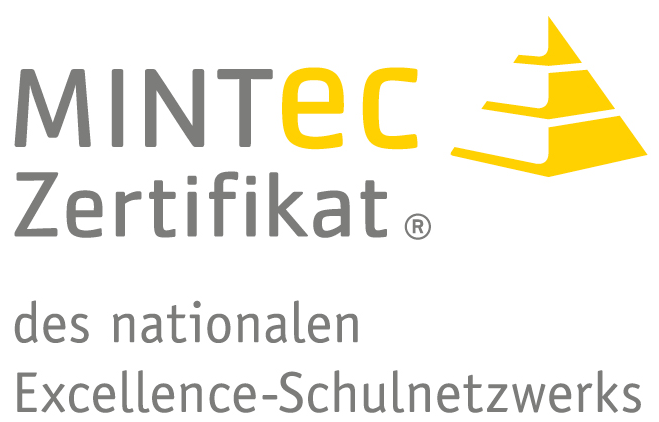 MINTec
Zertifikat ®
des nationalen
Excellence-Schulnetzwerks